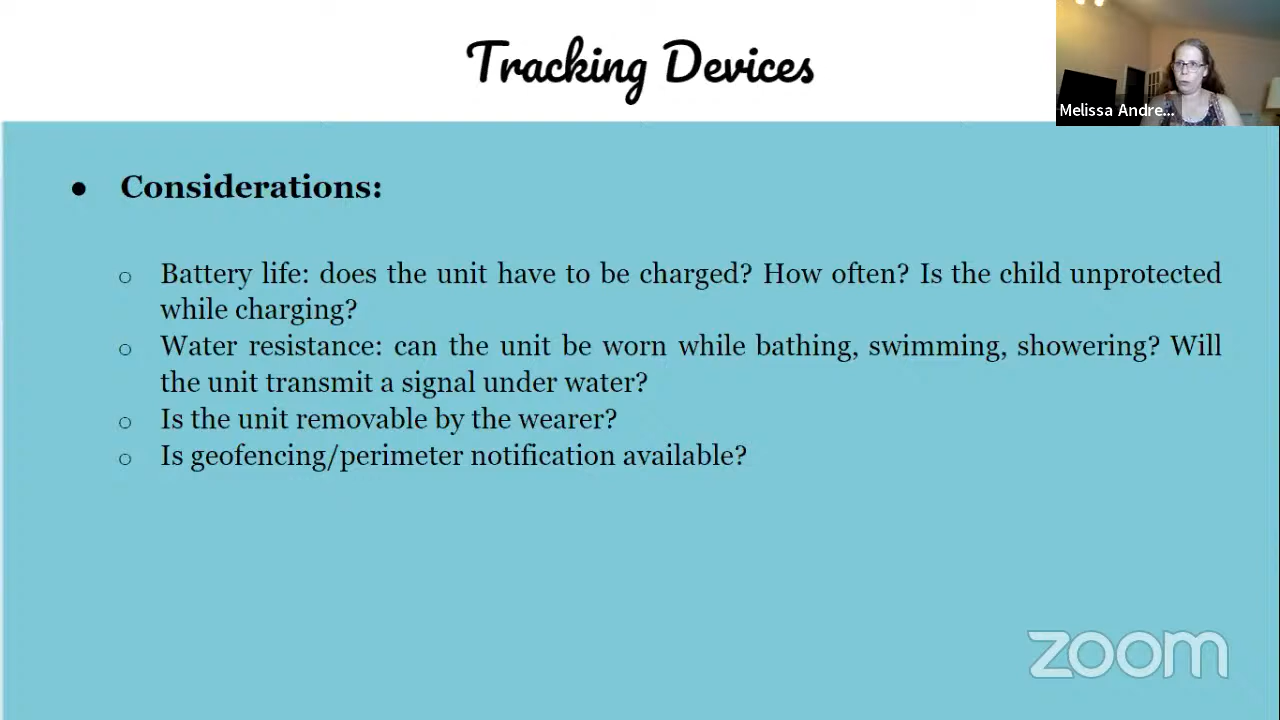 Tracking Devices
Melissa Andre...
● Considerations:
○ Battery life: does the unit have to be charged? How often? Is the child unprotected
while charging?
○ Water resistance: can the unit be worn while bathing, swimming, showering? Will
the unit transmit a signal under water?
○ Is the unit removable by the wearer?
○ Is geofencing/perimeter notification available?
zoom